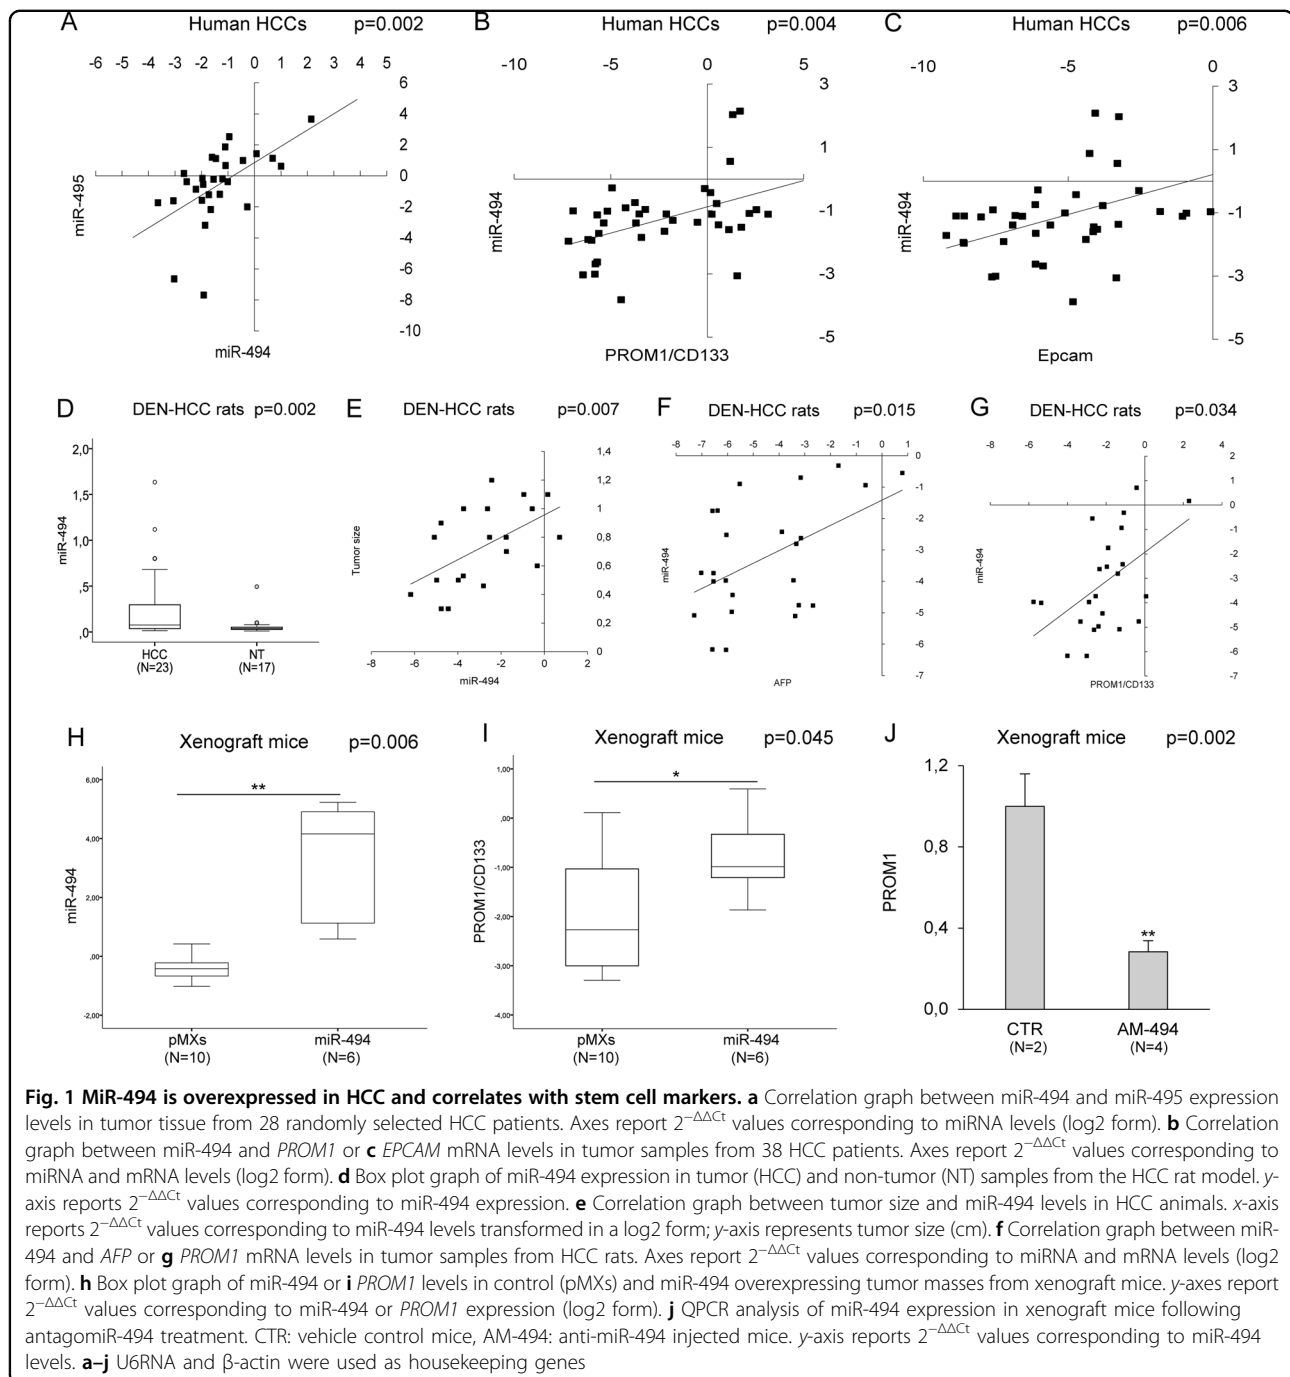 A
Human HCCs
p=0.002
-6 -5 -4 -3 -2 -1 0 1 2 3 4 5
6
4
2
0
-2
-4
-6
-8
-10
miR-495
miR-494
B
Human HCCs
p=0.004
-10 -5 0 5
3
1
-1
-3
-5
miR-494
PROM1/CD133
C
Human HCCs
p=0.006
-10 -5 0
3
1
-1
-3
-5
miR-494
Epcam
D
DEN-HCC rats p=0.002
2,0
1,5
1,0
,5
,0
miR-494
HCC
(N=23)
NT
(N=17)
E
DEN-HCC rats
p=0.007
1,4
1,2
1
0,8
0,6
0,4
0,2
0
Tumor size
-8 -6 -4 -2 0 2
miR-494
F
DEN-HCC rats
p=0.015
-8 -7 -6 -5 -4 -3 -2 -1 0 1
0
-1
-2
-3
-4
-5
-6
-7
miR-494
AFP
G
DEN-HCC rats
p=0.034
-8 -6 -4 -2 0 2 4
2
1
0
-1
-2
-3
-4
-5
-6
-7
miR-494
PROM1/CD133
H
Xenograft mice
p=0.006
6,00
4,00
2,00
,00
-2,00
miR-494
**
pMXs
(N=10)
miR-494
(N=6)
I
Xenograft mice
p=0.045
1,00
,00
-1,00
-2,00
-3,00
-4,00
PROM1/CD133
*
pMXs
(N=10)
miR-494
(N=6)
J
Xenograft mice
p=0.002
1,2
0,8
0,4
0,0
PROM1
**
CTR
(N=2)
AM-494
(N=4)
Fig. 1 MiR-494 is overexpressed in HCC and correlates with stem cell markers. a Correlation graph between miR-494 and miR-495 expression
levels in tumor tissue from 28 randomly selected HCC patients. Axes report 2−ΔΔCt values corresponding to miRNA levels (log2 form). b Correlation
graph between miR-494 and PROM1 or c EPCAM mRNA levels in tumor samples from 38 HCC patients. Axes report 2−ΔΔCt values corresponding to
miRNA and mRNA levels (log2 form). d Box plot graph of miR-494 expression in tumor (HCC) and non-tumor (NT) samples from the HCC rat model. y-
axis reports 2−ΔΔCt values corresponding to miR-494 expression. e Correlation graph between tumor size and miR-494 levels in HCC animals. x-axis
reports 2−ΔΔCt values corresponding to miR-494 levels transformed in a log2 form; y-axis represents tumor size (cm). f Correlation graph between miR-
494 and AFP or g PROM1 mRNA levels in tumor samples from HCC rats. Axes report 2−ΔΔCt values corresponding to miRNA and mRNA levels (log2
form). h Box plot graph of miR-494 or i PROM1 levels in control (pMXs) and miR-494 overexpressing tumor masses from xenograft mice. y-axes report
2−ΔΔCt values corresponding to miR-494 or PROM1 expression (log2 form). j QPCR analysis of miR-494 expression in xenograft mice following
antagomiR-494 treatment. CTR: vehicle control mice, AM-494: anti-miR-494 injected mice. y-axis reports 2−ΔΔCt values corresponding to miR-494
levels. a–j U6RNA and β-actin were used as housekeeping genes